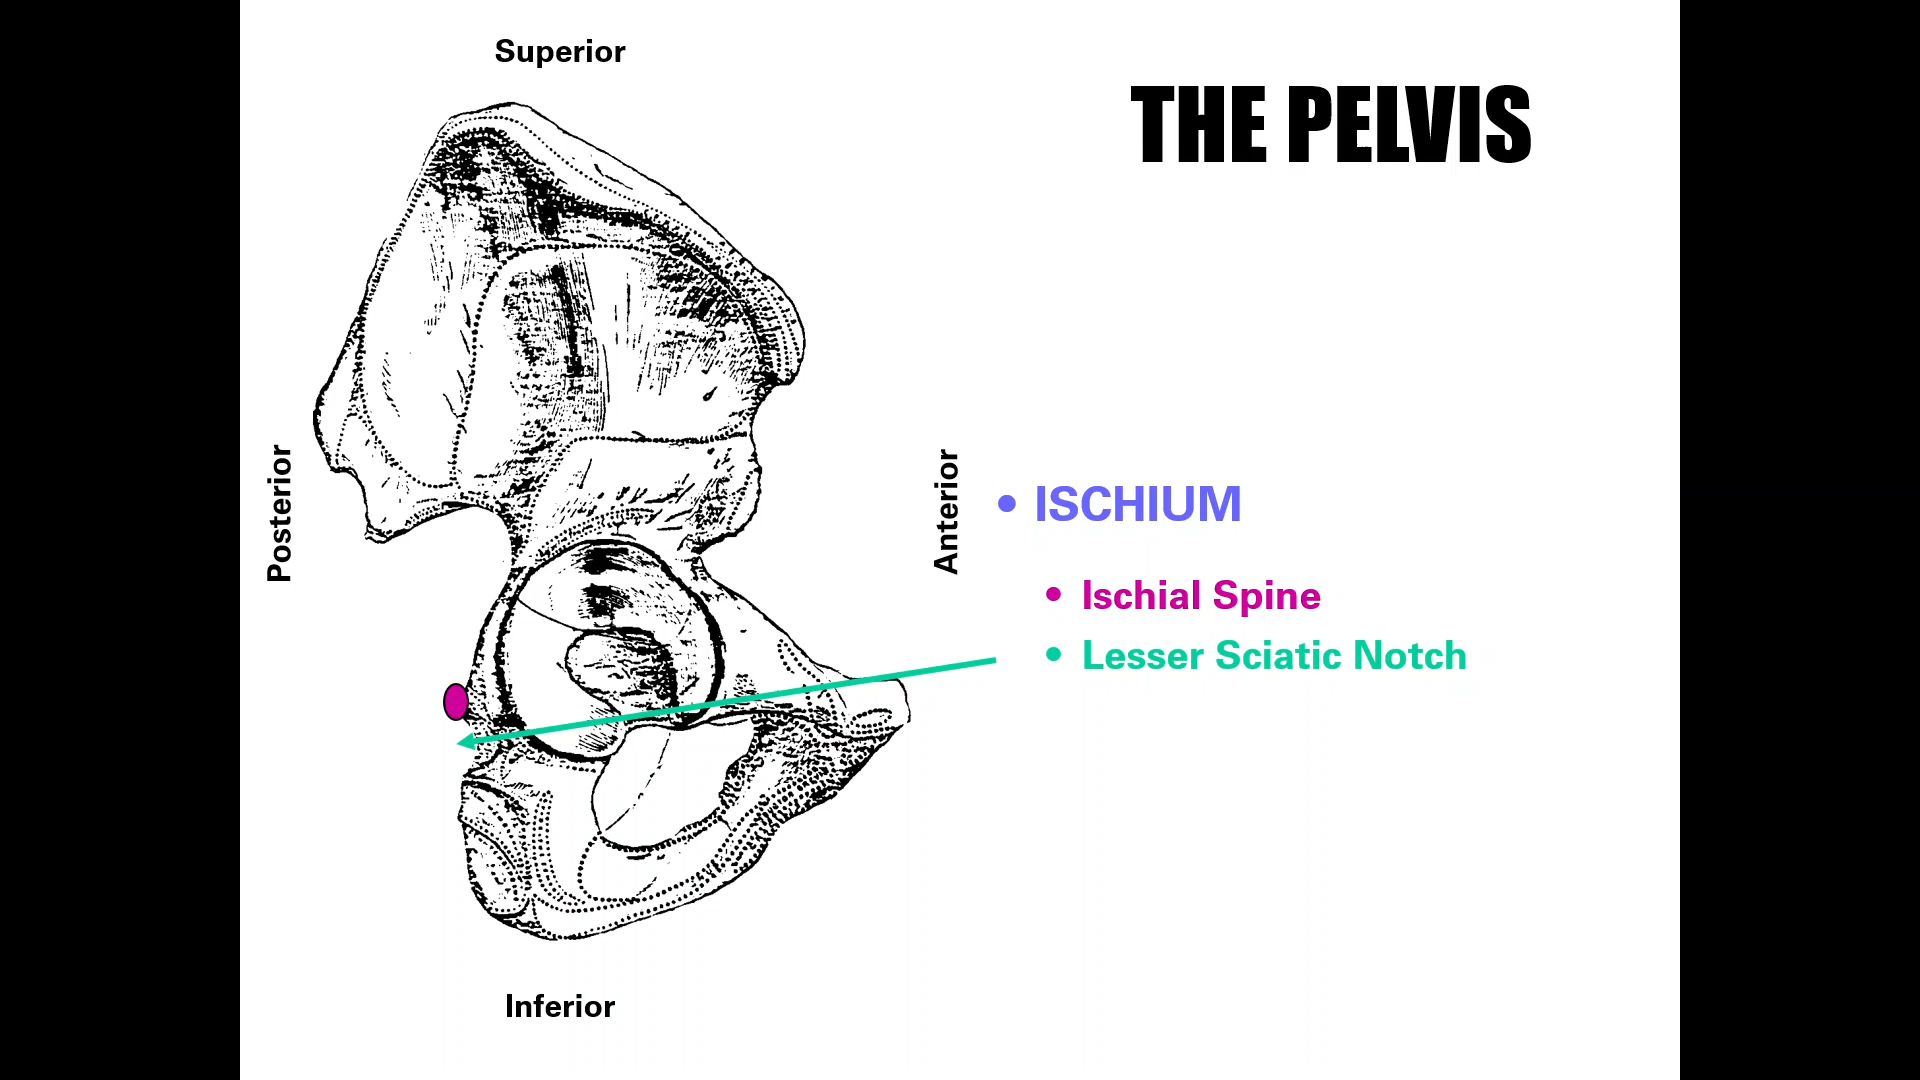 Superior
THE PELVIS
Posterior
Anterior
• ISCHIUM
• Ischial Spine
• Lesser Sciatic Notch
Inferior